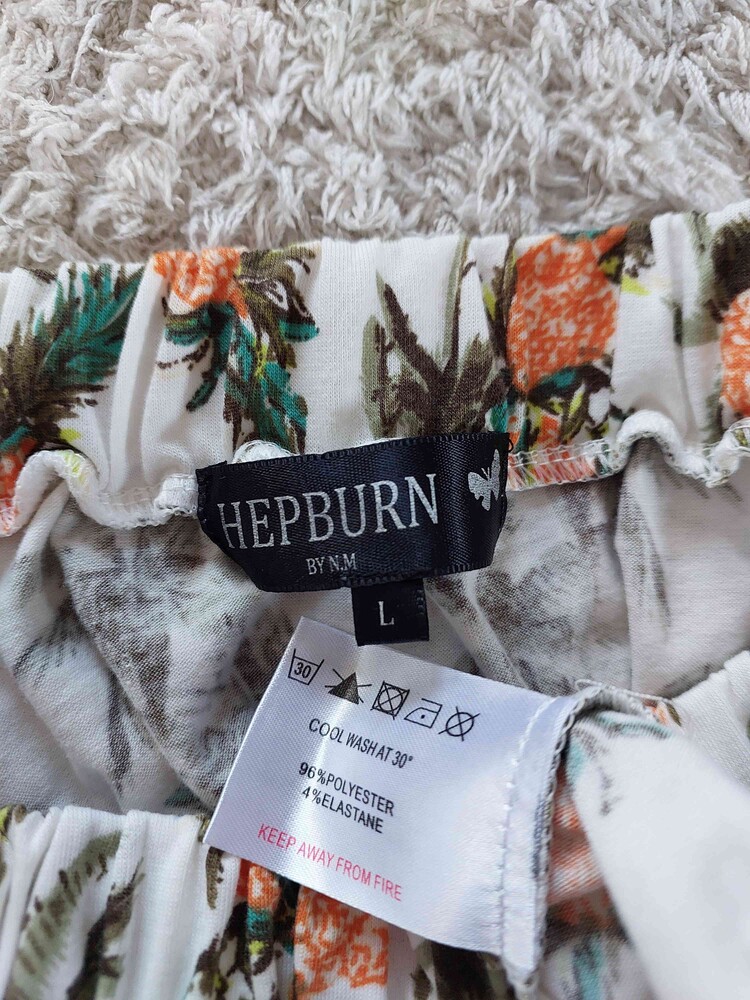 HEPBURN
BY N.M
L
30
COOL WASH AT 30°
96%POLYESTER
4%ELASTANE
KEEP AWAY FROM FIRE